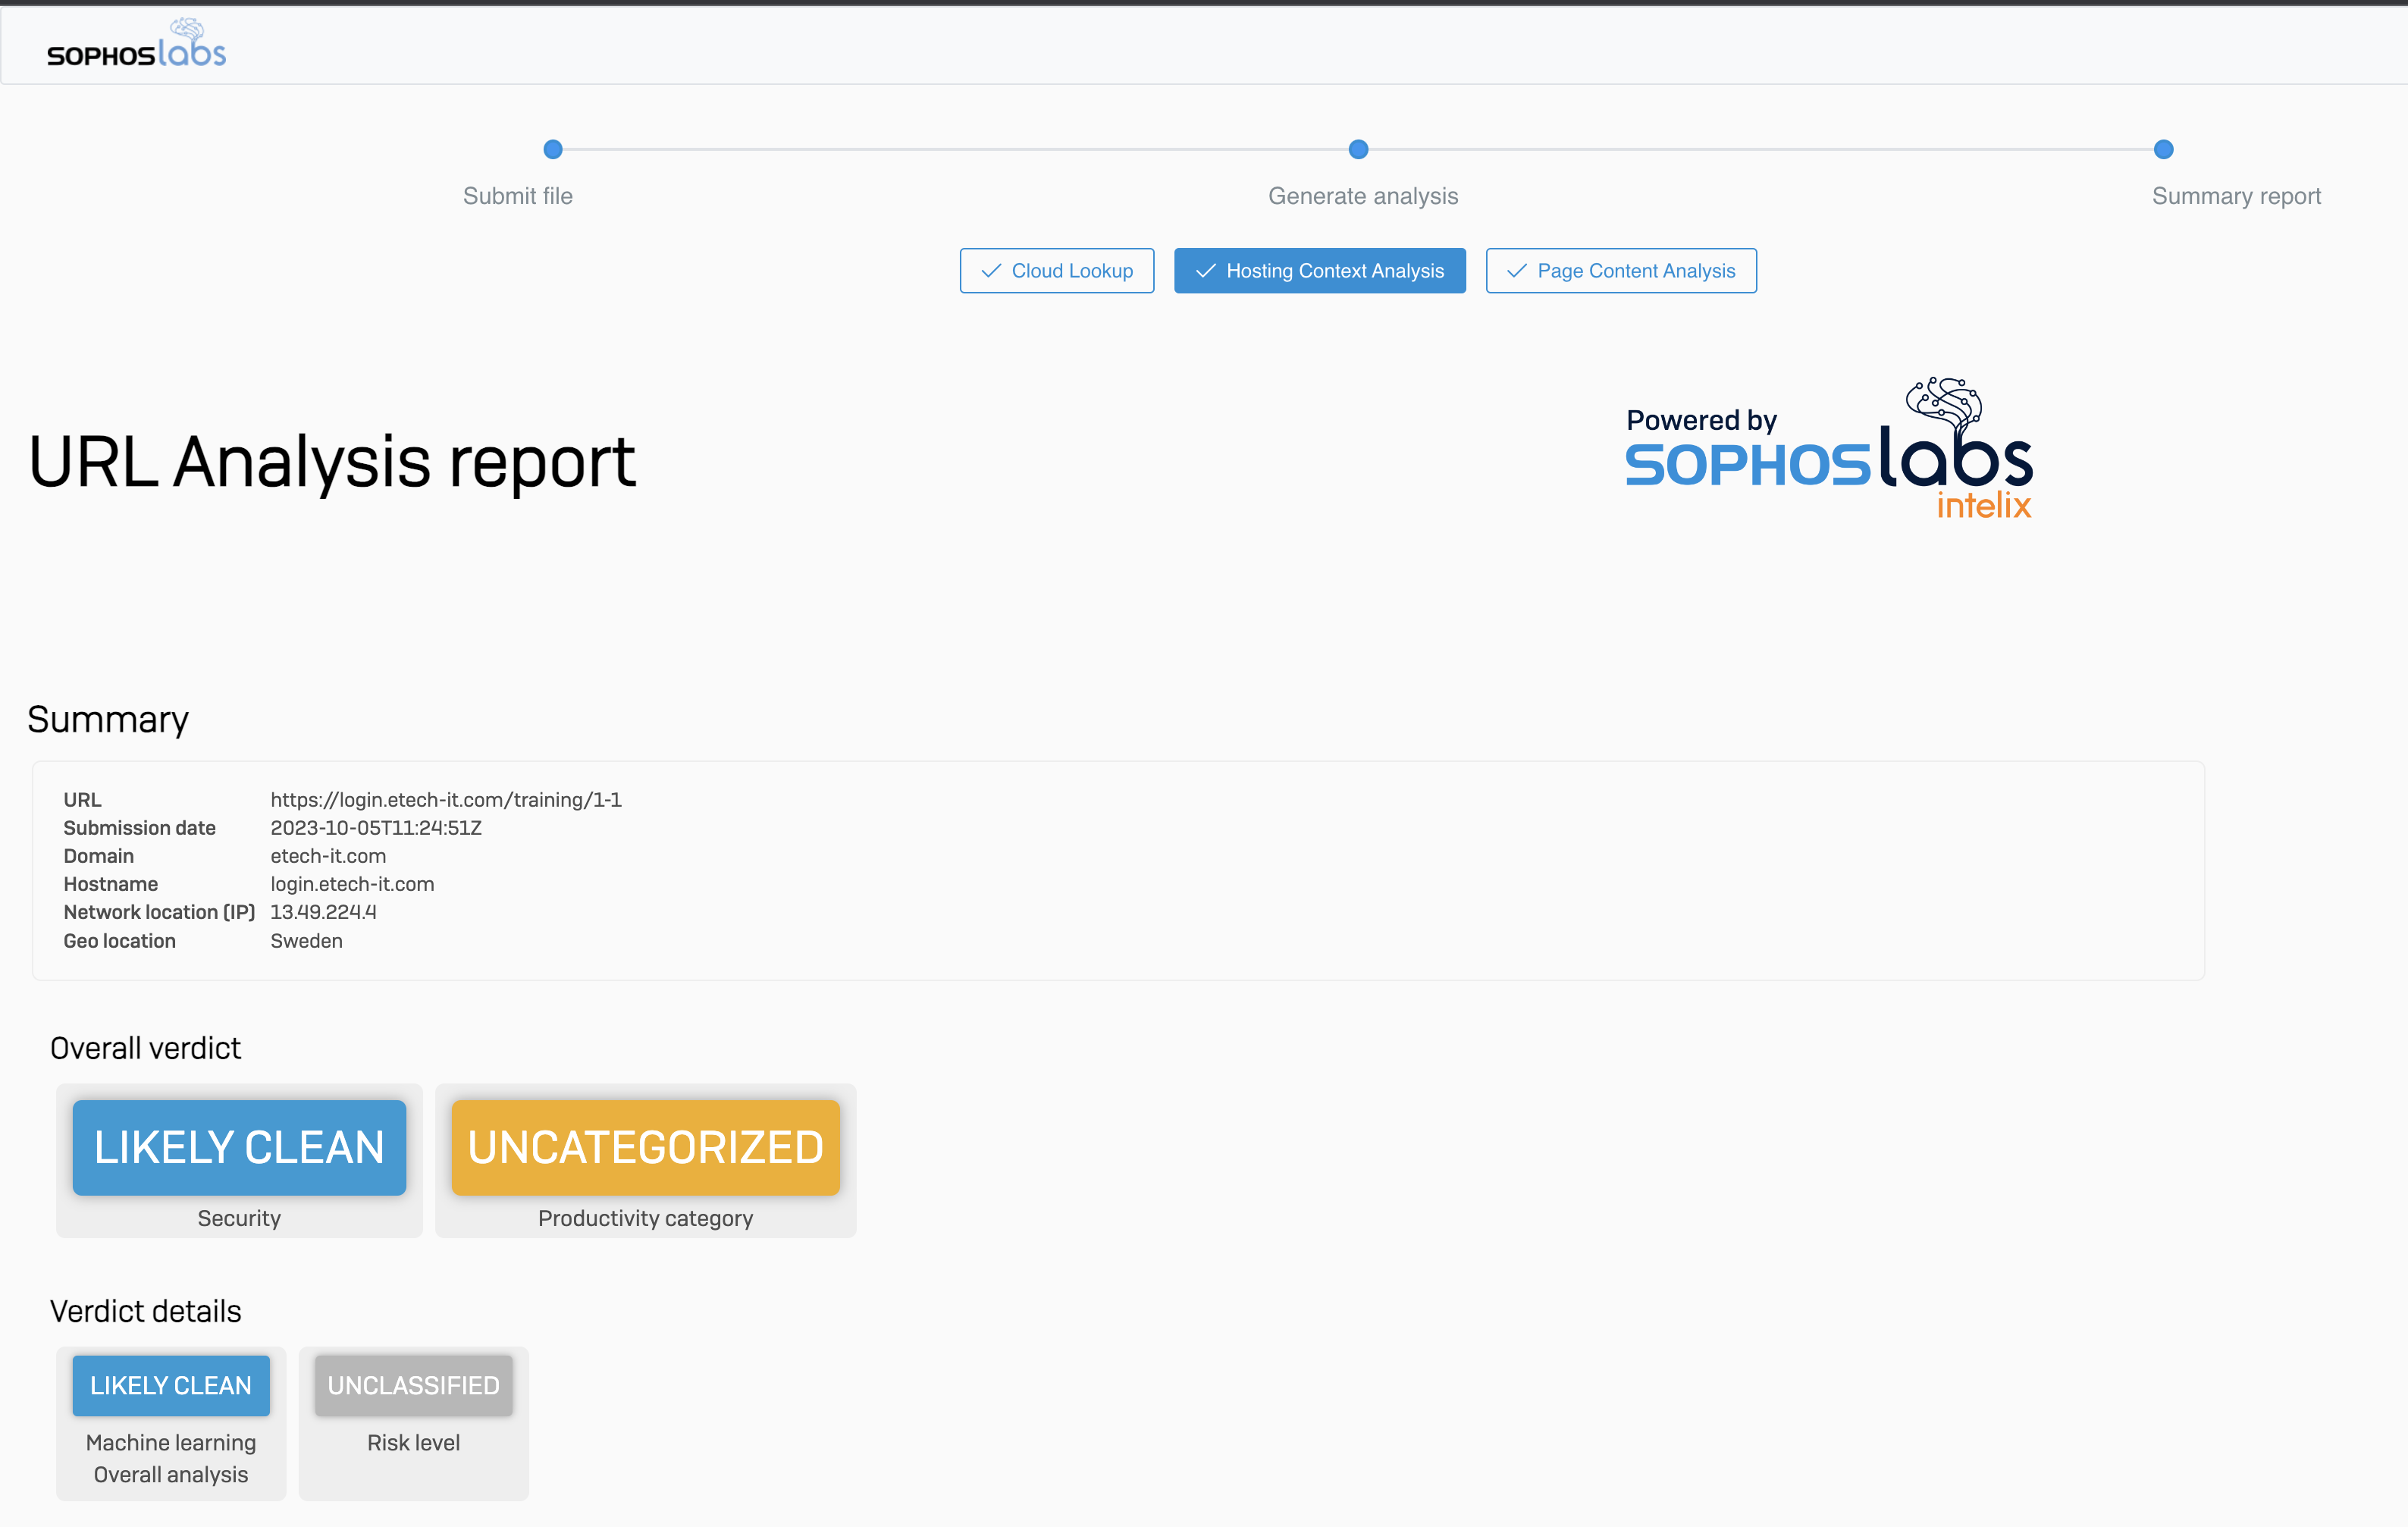 SOPHOS labs
Submit file
Generate analysis
Summary report
Cloud Lookup
Hosting Context Analysis
Page Content Analysis
URL Analysis report
Powered by
SOPHOS labs
intelix
Summary
URL https://login.etech-it.com/training/1-1
Submission date 2023-10-05T11:24:51Z
Domain etech-it.com
Hostname login.etech-it.com
Network location (IP) 13.49.224.4
Geo location Sweden
Overall verdict
LIKELY CLEAN
Security
UNCATEGORIZED
Productivity category
Verdict details
LIKELY CLEAN
Machine learning
Overall analysis
UNCLASSIFIED
Risk level